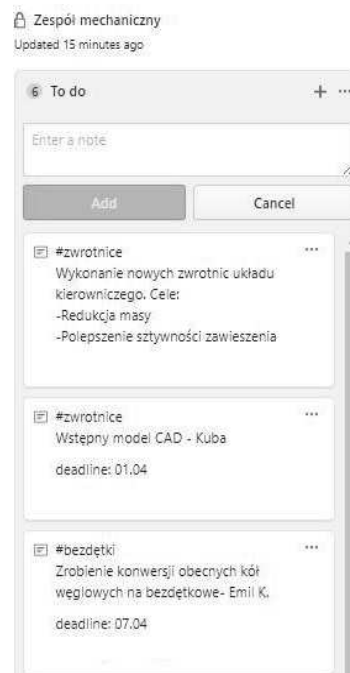 Zespół mechaniczny
Updated 15 minutes ago
6 To do
Enter a note
Add
Cancel
#zwrotnice
Wykonanie nowych zwrotnic układu
kierowniczego. Cele:
-Redukcja masy
-Polepszenie sztywności zawieszenia
#zwrotnice
Wstępny model CAD - Kuba
deadline: 01.04
#bezdętki
Zrobienie konwersji obecnych kół
węglowych na bezdętkowe- Emil K.
deadline: 07.04